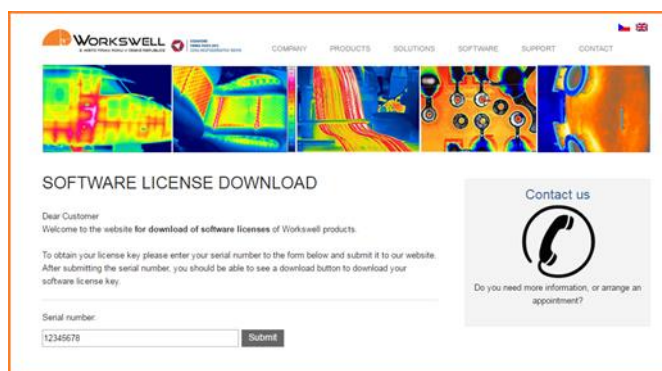 WORKSWELL
COMPANY PRODUCTS SOLUTIONS SOFTWARE SUPPORT CONTACT
SOFTWARE LICENSE DOWNLOAD
Dear Customer
Welcome to the website for download of software licenses of Workswell products.
To obtain your license key please enter your serial number to the form below and submit it to our website.
After submitting the serial number, you should be able to see a download button to download your
software license key.
Serial number:
12345678 Submit
Contact us
Do you need more information, or arrange an
appointment?